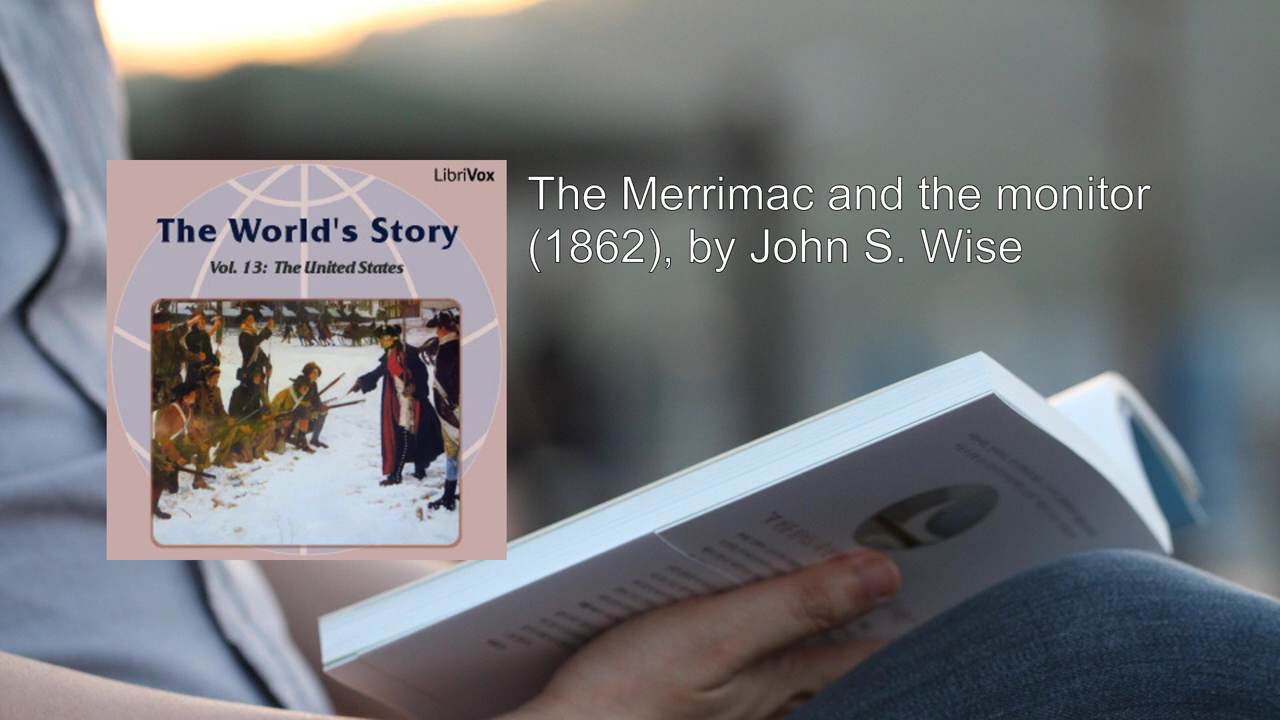 LibriVox
The World's Story
Vol. 13: The United States
The Merrimac and the monitor
(1862), by John S. Wise